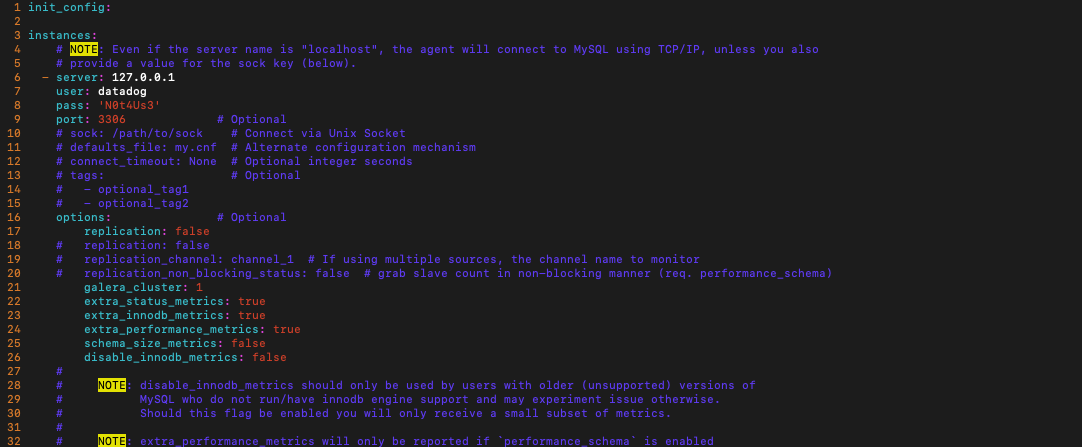 1 init_config:
2
3 instances:
4     # NOTE: Even if the server name is "localhost", the agent will connect to MySQL using TCP/IP, unless you also
5     # provide a value for the sock key (below).
6   - server: 127.0.0.1
7     user: datadog
8     pass: 'N0t4Us3'
9     port: 3306             # Optional
10     # sock: /path/to/sock    # Connect via Unix Socket
11     # defaults_file: my.cnf  # Alternate configuration mechanism
12     # connect_timeout: None  # Optional integer seconds
13     # tags:                  # Optional
14     #   - optional_tag1
15     #   - optional_tag2
16     options:               # Optional
17         replication: false
18     #   replication: false
19     #   replication_channel: channel_1  # If using multiple sources, the channel name to monitor
20     #   replication_non_blocking_status: false  # grab slave count in non-blocking manner (req. performance_schema)
21         galera_cluster: 1
22         extra_status_metrics: true
23         extra_innodb_metrics: true
24         extra_performance_metrics: true
25         schema_size_metrics: false
26         disable_innodb_metrics: false
27     #
28     #     NOTE: disable_innodb_metrics should only be used by users with older (unsupported) versions of
29     #           MySQL who do not run/have innodb engine support and may experiment issue otherwise.
30     #           Should this flag be enabled you will only receive a small subset of metrics.
31     #
32     #     NOTE: extra_performance_metrics will only be reported if `performance_schema` is enabled